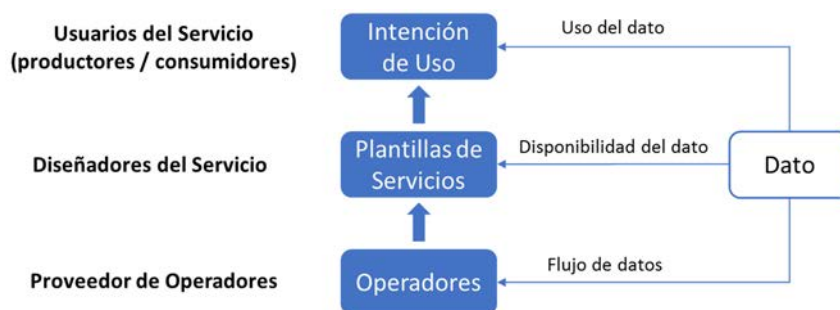 Usuarios del Servicio
(productores / consumidores)
Intención
de Uso
Uso del dato
Diseñadores del Servicio
Plantillas de
Servicios
Disponibilidad del dato
Dato
Proveedor de Operadores
Operadores
Flujo de datos